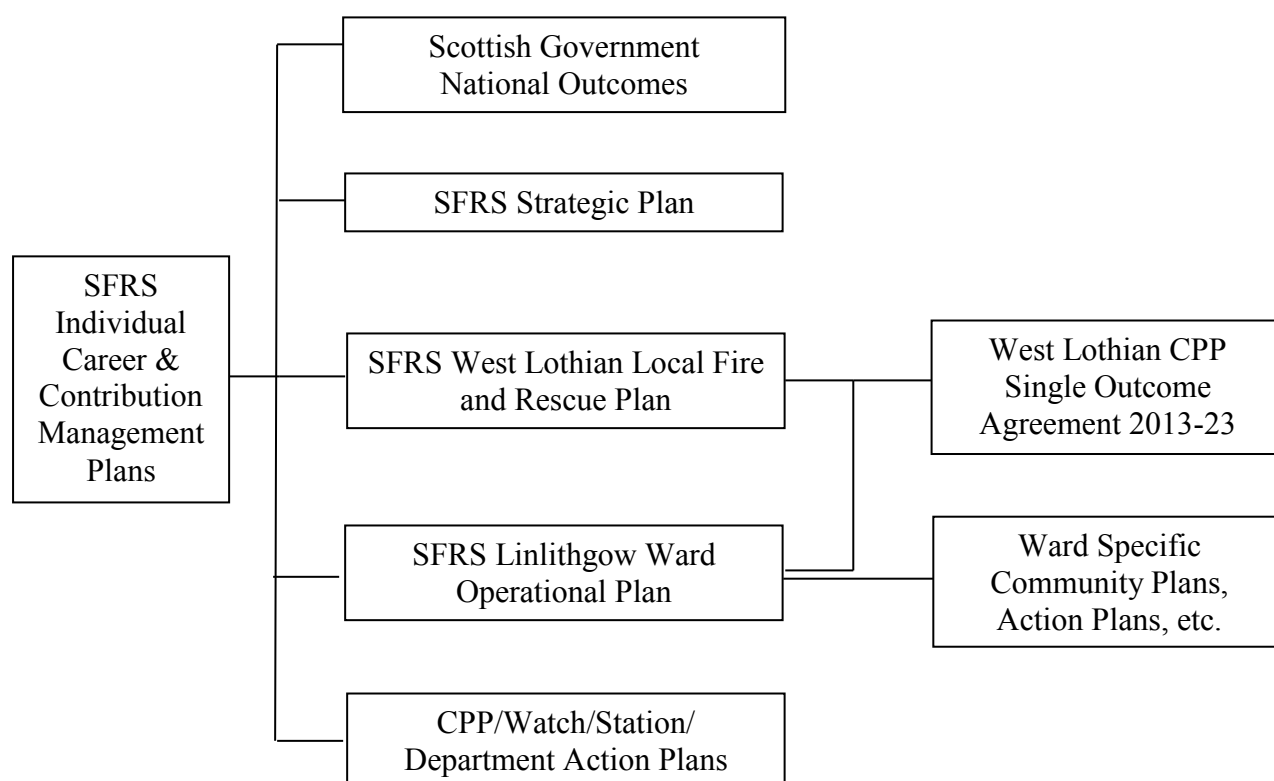 Scottish Government
National Outcomes
SFRS Strategic Plan
SFRS
Individual
Career &
Contribution
Management
Plans
SFRS West Lothian Local Fire
and Rescue Plan
West Lothian CPP
Single Outcome
Agreement 2013-23
SFRS Linlithgow Ward
Operational Plan
Ward Specific
Community Plans,
Action Plans, etc.
CPP/Watch/Station/
Department Action Plans